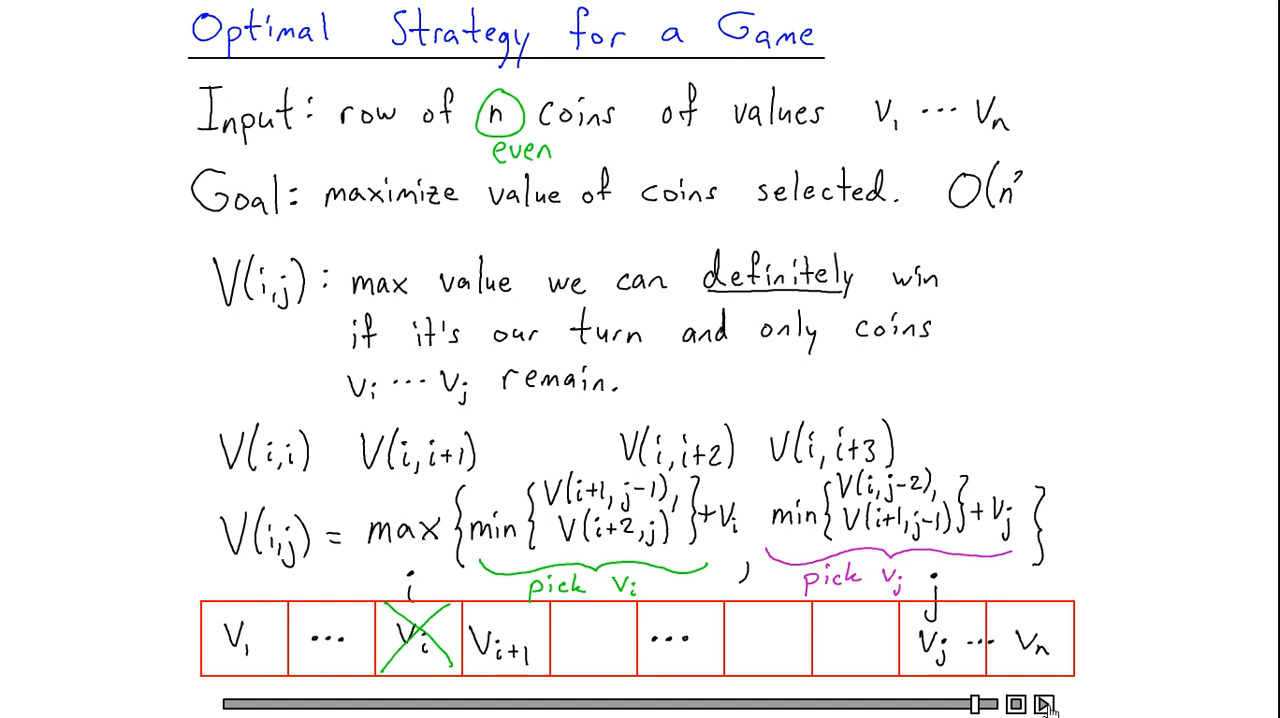 Optimal Strategy for a Game
Input: row of n coins of values v₁ ⋯ vₙ
even
Goal: maximize value of coins selected. O(n²
V(i,j): max value we can definitely win
if it's our turn and only coins
vᵢ ⋯ vⱼ remain.
V(i,i) V(i,i+1) V(i,i+2) V(i,i+3)
V(i,j) = max{min{V(i+1,j-1), V(i+2,j)}+vᵢ , min{V(i,j-2), V(i+1,j-1)}+vⱼ}
pick vᵢ pick vⱼ
i j
v₁ ⋯ vᵢ vᵢ₊₁ ⋯ vⱼ ⋯ vₙ